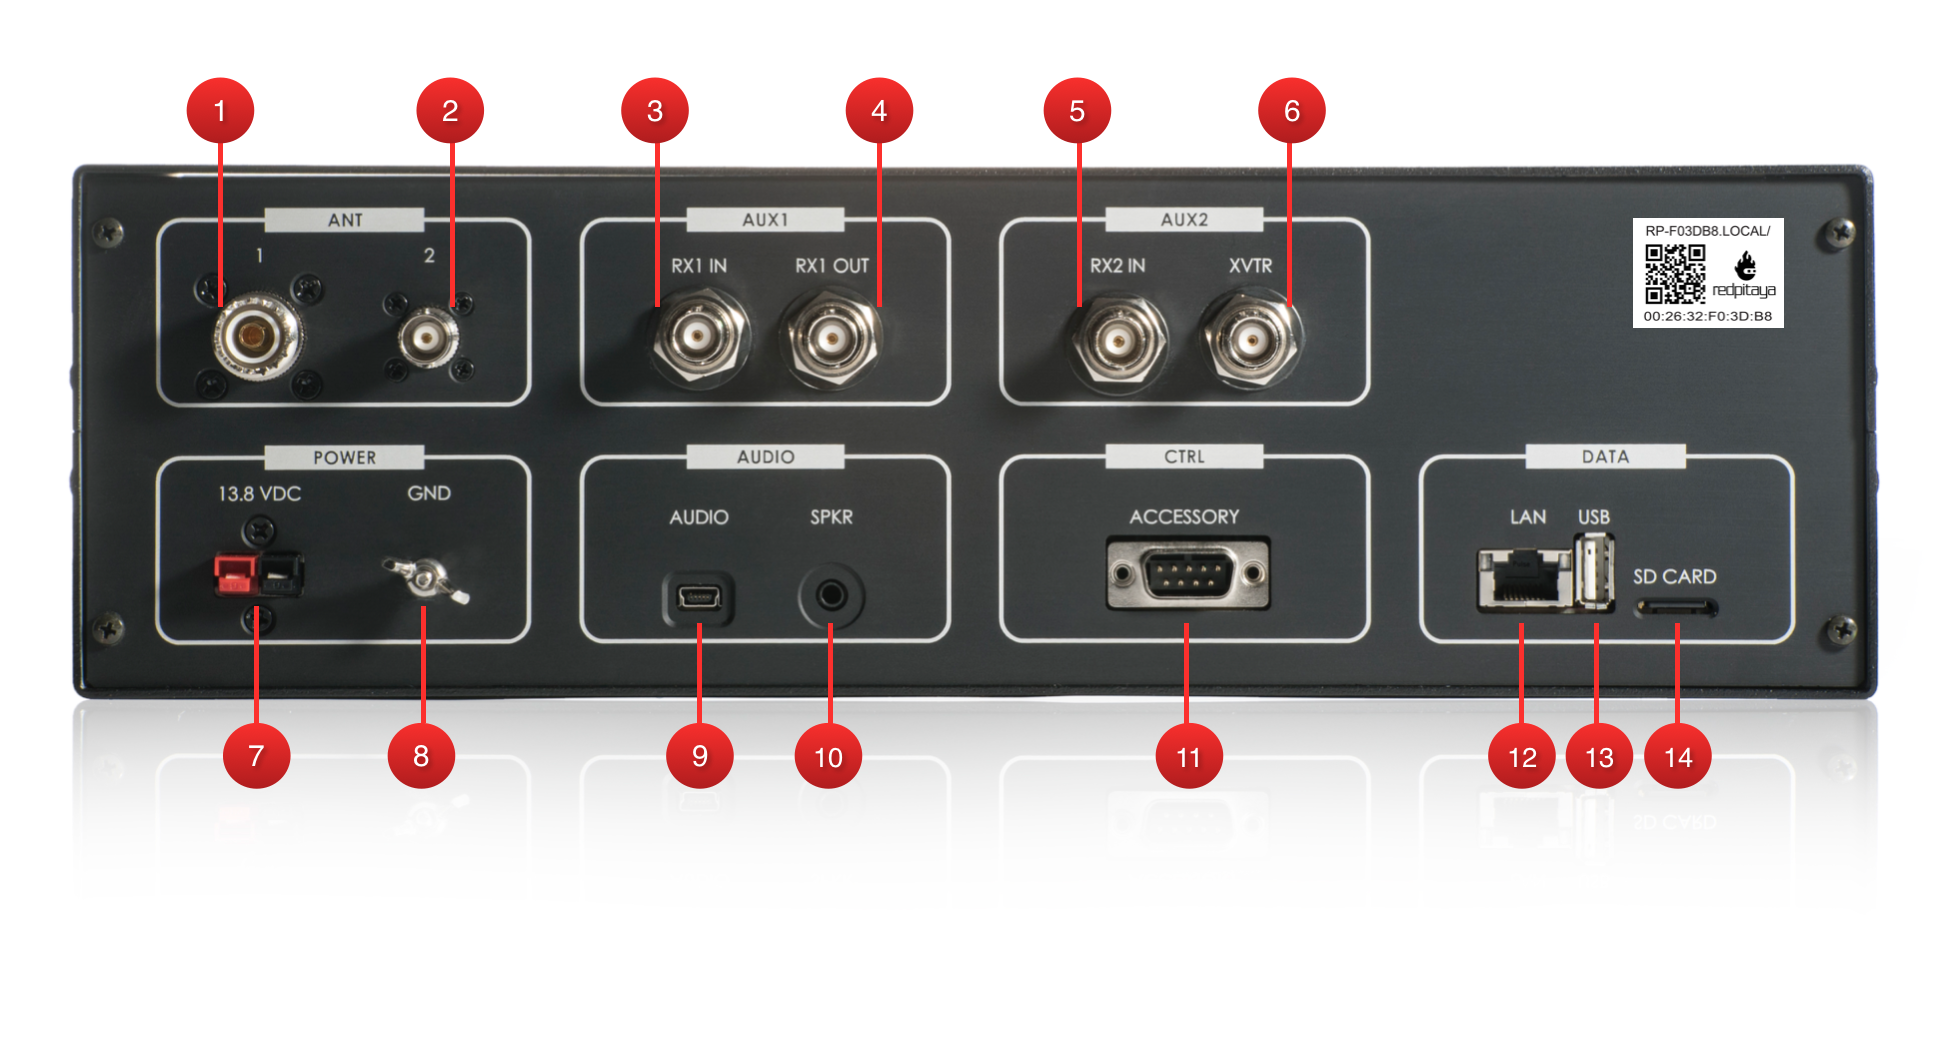 1
2
3
4
5
6
ANT
AUX1
AUX2
1
2
RX1 IN
RX1 OUT
RX2 IN
XVTR
RP-F03DB8.LOCAL/
redpitaya
00:26:32:F0:3D:B8
POWER
AUDIO
CTRL
DATA
13.8 VDC
GND
AUDIO
SPKR
ACCESSORY
LAN
USB
SD CARD
7
8
9
10
11
12
13
14